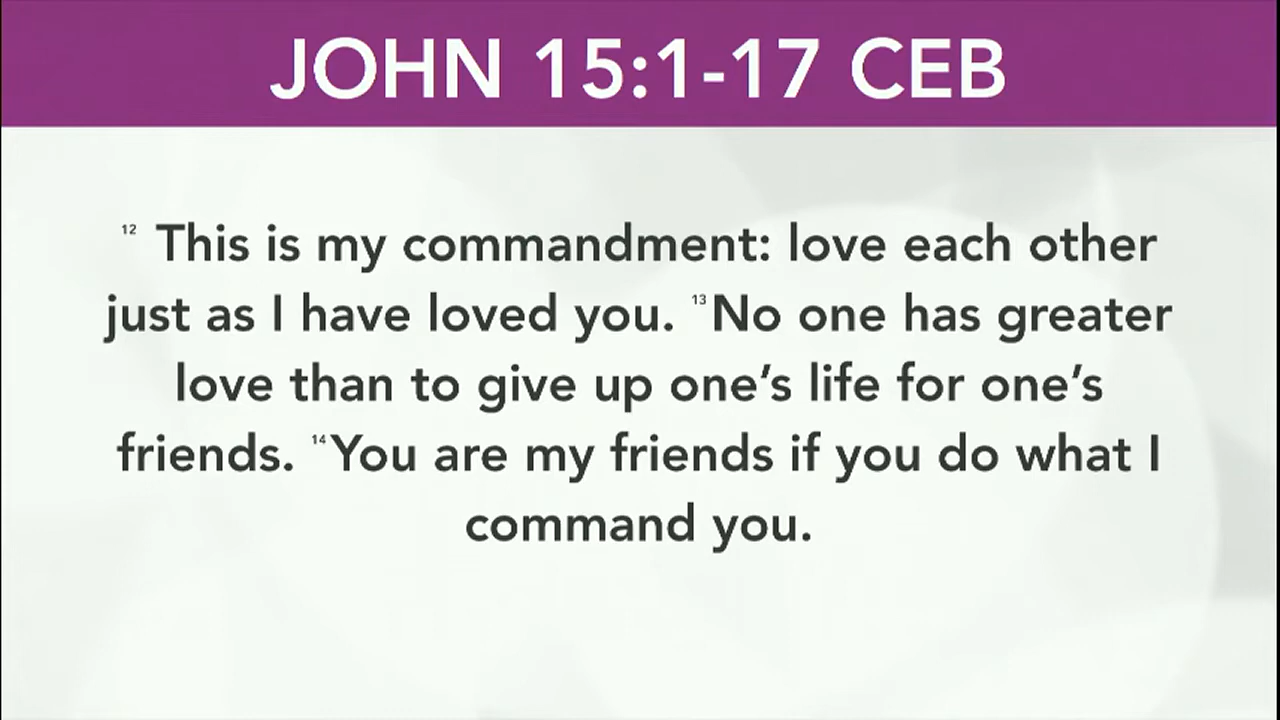 JOHN 15:1-17 CEB
12 This is my commandment: love each other
just as I have loved you. 13 No one has greater
love than to give up one’s life for one’s
friends. 14 You are my friends if you do what I
command you.